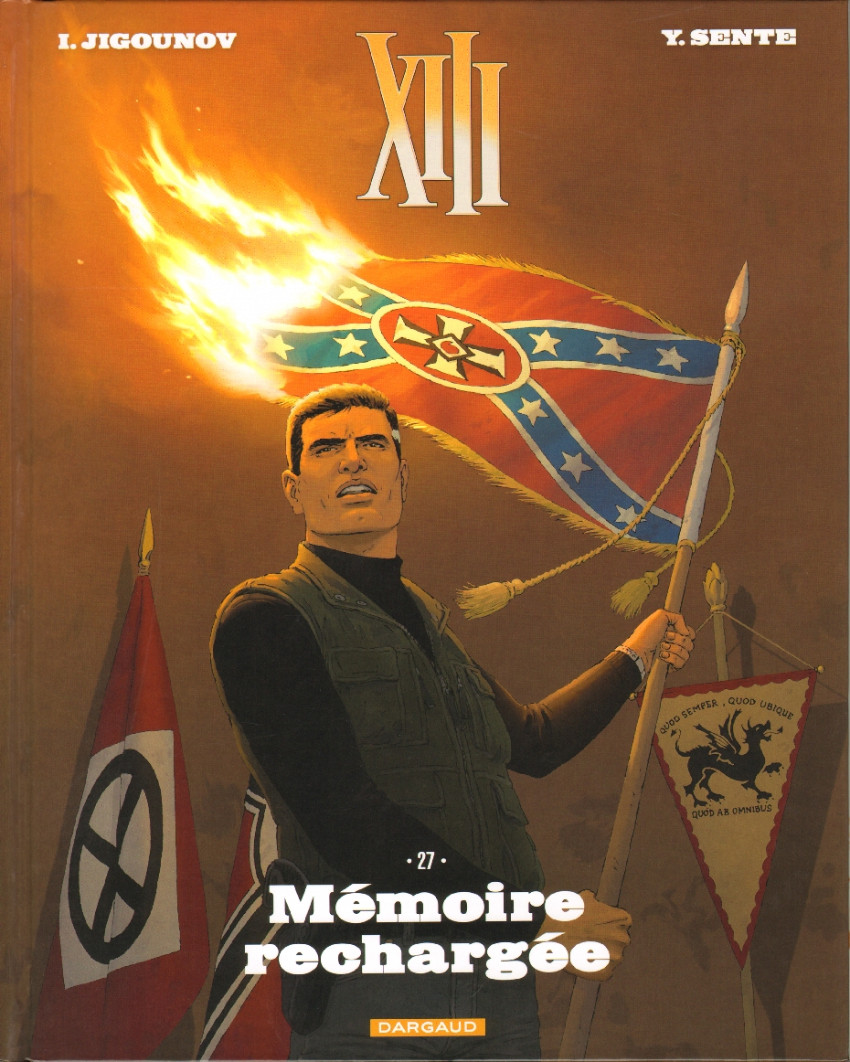 I. JIGOUNOV
Y. SENTE
XIII
QUOD SEMPER, QUOD UBIQUE
QUOD AB OMNIBUS
· 27 ·
Mémoire
rechargée
DARGAUD